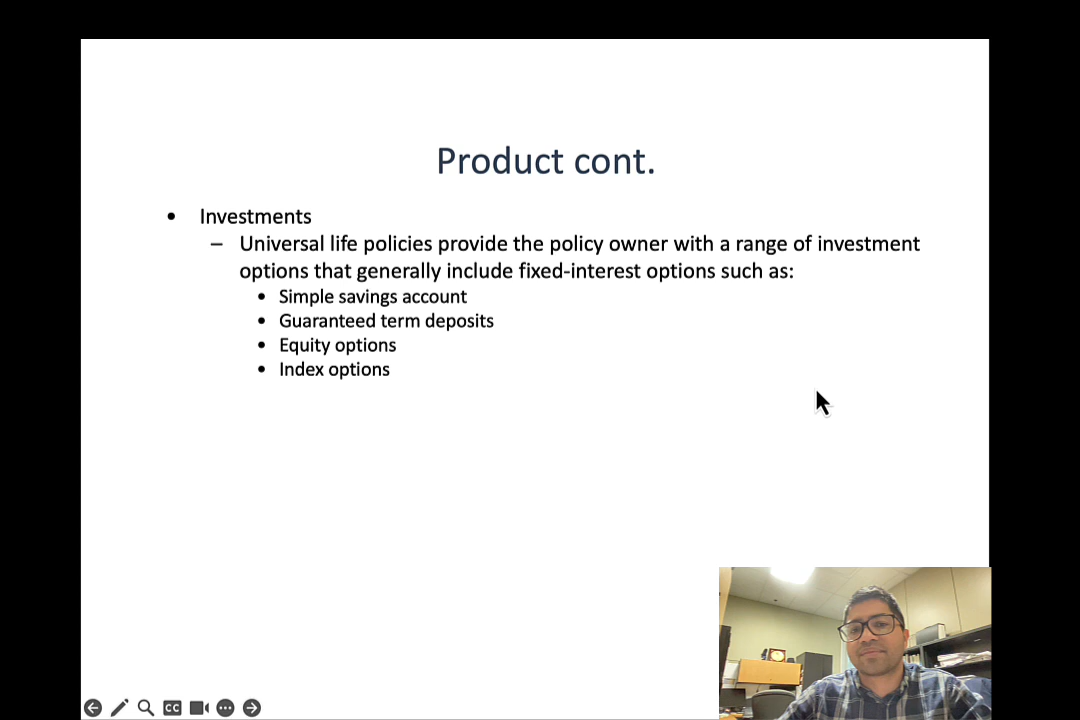 Product cont.
• Investments
– Universal life policies provide the policy owner with a range of investment
options that generally include fixed-interest options such as:
• Simple savings account
• Guaranteed term deposits
• Equity options
• Index options
CC